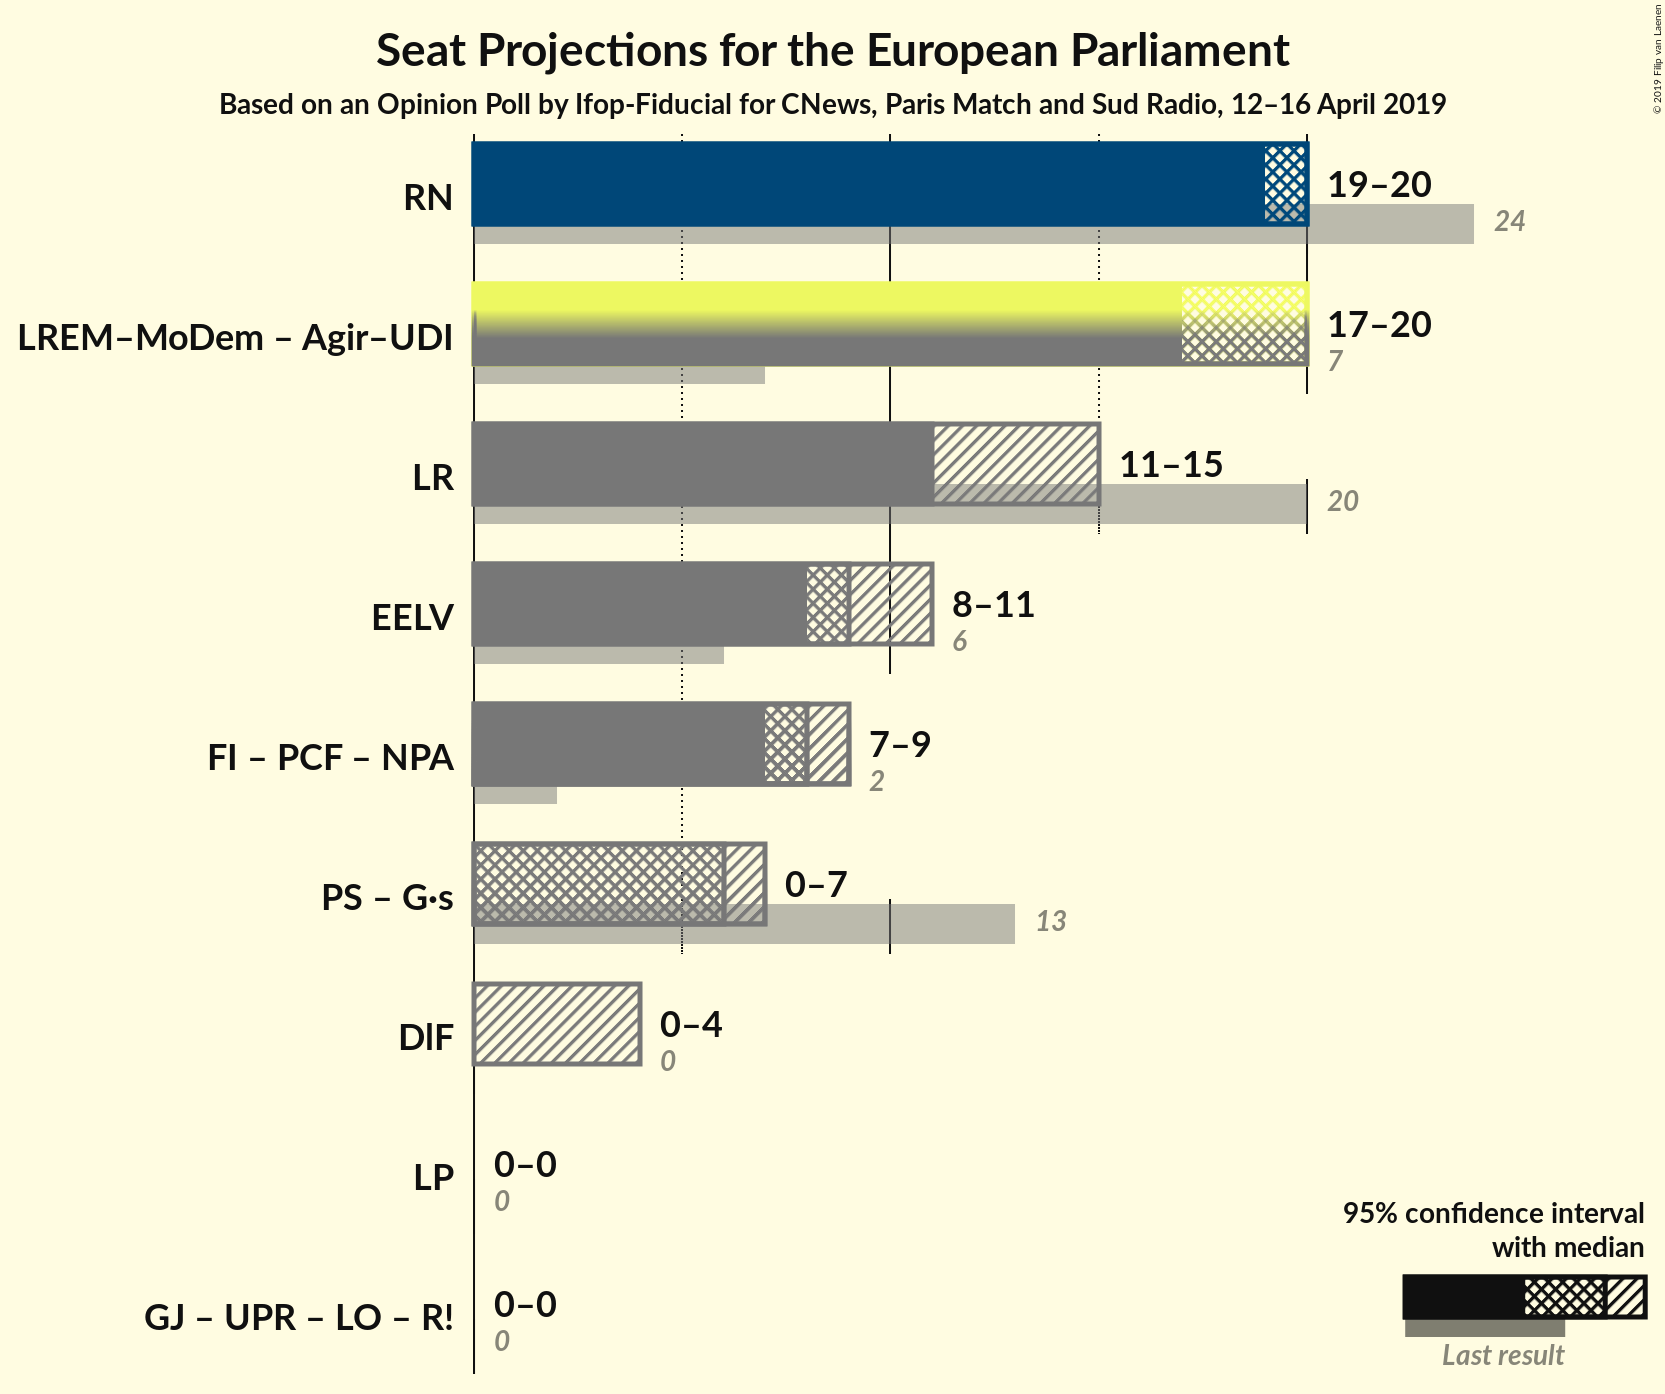 Seat Projections for the European Parliament
Based on an Opinion Poll by Ifop-Fiducial for CNews, Paris Match and Sud Radio, 12–16 April 2019
© 2019 Filip van Laenen
RN
19–20
24
LREM–MoDem – Agir–UDI
17–20
7
LR
11–15
20
EELV
8–11
6
FI – PCF – NPA
7–9
2
PS – G·s
0–7
13
DlF
0–4
0
LP
0–0
0
GJ – UPR – LO – R!
0–0
0
95% confidence interval
with median
Last result